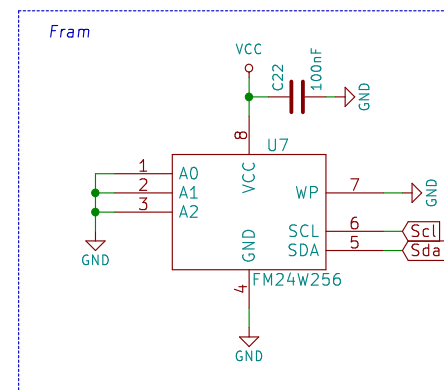 Fram
VCC
C22
100nF
GND
8
U7
1
A0
VCC
2
A1
WP
7
GND
3
A2
SCL
6
Scl
GND
SDA
5
Sda
GND
4
FM24W256
GND